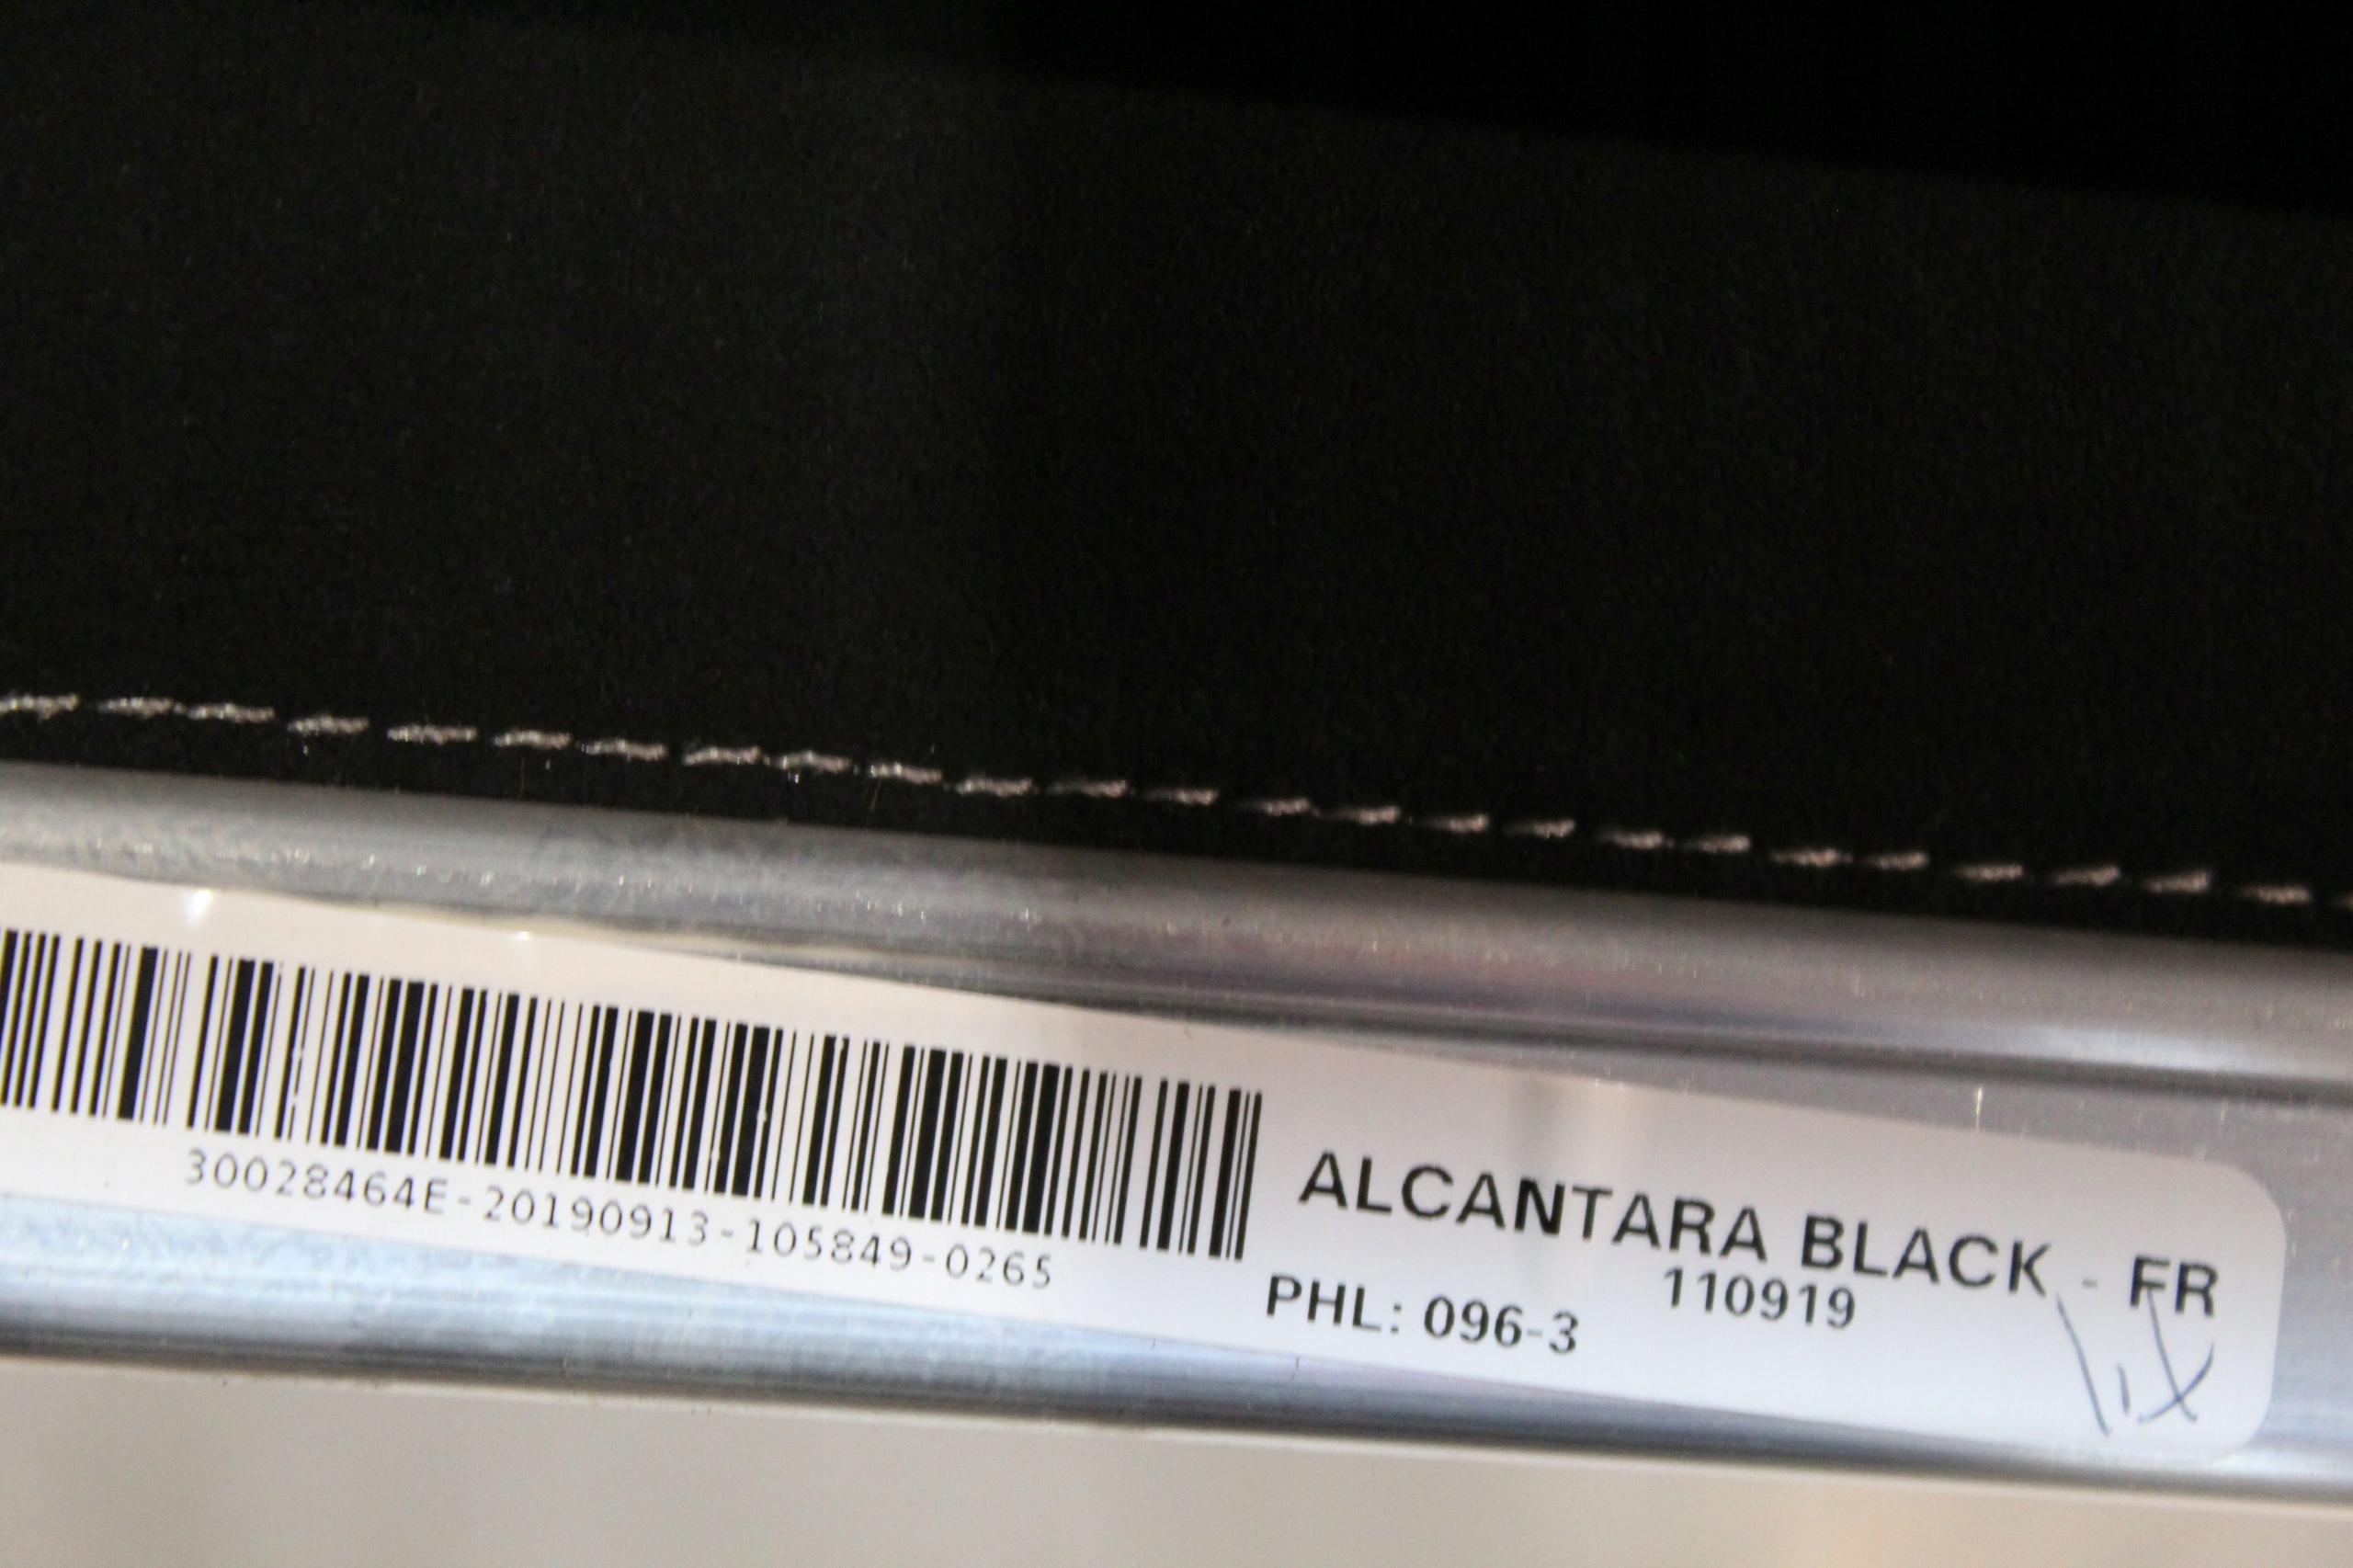 30028464E-20190913-105849-0265
ALCANTARA BLACK - FR
PHL: 096-3
110919